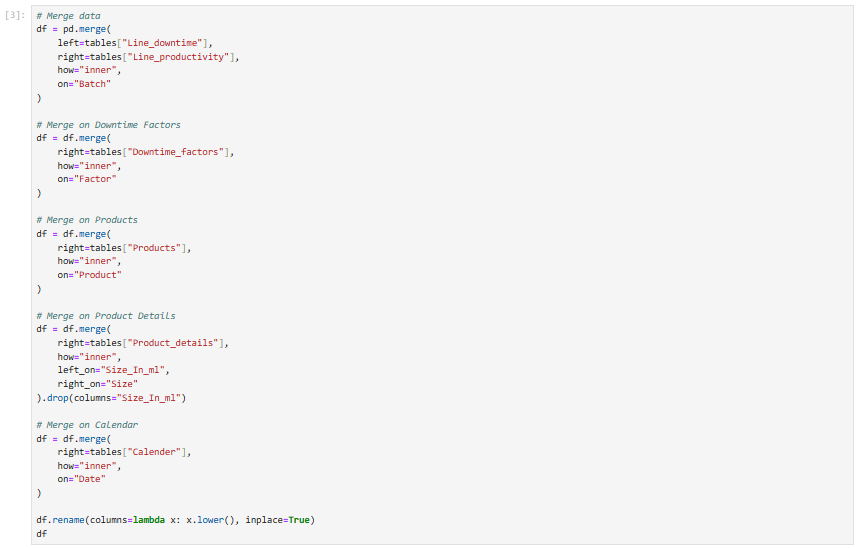 [3]:
# Merge data
df = pd.merge(
    left=tables["Line_downtime"],
    right=tables["Line_productivity"],
    how="inner",
    on="Batch"
)

# Merge on Downtime Factors
df = df.merge(
    right=tables["Downtime_factors"],
    how="inner",
    on="Factor"
)

# Merge on Products
df = df.merge(
    right=tables["Products"],
    how="inner",
    on="Product"
)

# Merge on Product Details
df = df.merge(
    right=tables["Product_details"],
    how="inner",
    left_on="Size_In_ml",
    right_on="Size"
).drop(columns="Size_In_ml")

# Merge on Calendar
df = df.merge(
    right=tables["Calender"],
    how="inner",
    on="Date"
)

df.rename(columns=lambda x: x.lower(), inplace=True)
df